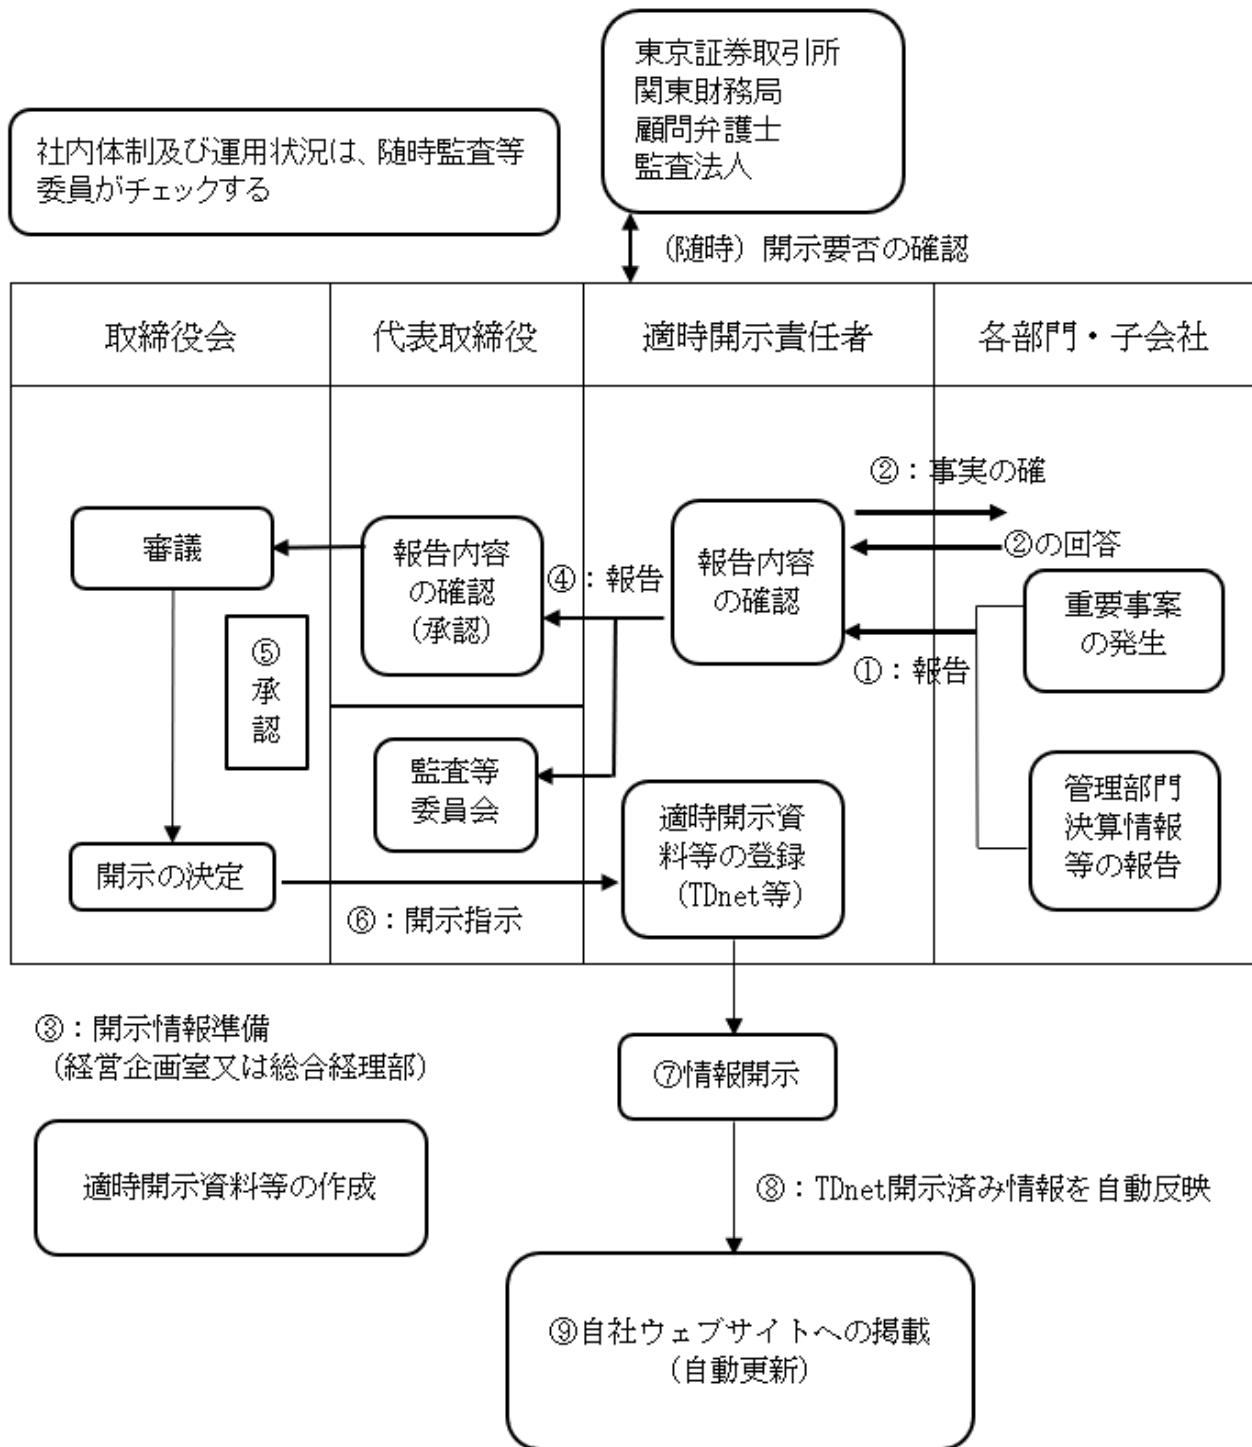 東京証券取引所
関東財務局
顧問弁護士
監査法人
社内体制及び運用状況は、随時監査等
委員がチェックする
(随時) 開示要否の確認
取締役会
代表取締役
適時開示責任者
各部門・子会社
②：事実の確
②の回答
審議
報告内容
の確認
(承認)
④：報告
報告内容
の確認
重要事案
の発生
①：報告
⑤
承
認
監査等
委員会
適時開示資
料等の登録
(TDnet等)
管理部門
決算情報
等の報告
開示の決定
⑥：開示指示
③：開示情報準備
(経営企画室又は総合経理部)
⑦情報開示
適時開示資料等の作成
⑧：TDnet開示済み情報を自動反映
⑨自社ウェブサイトへの掲載
(自動更新)